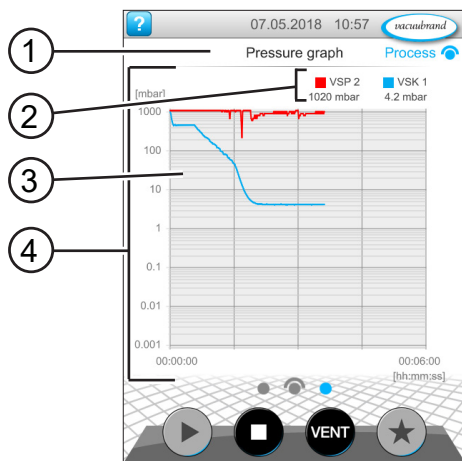 ?
07.05.2018 10:57
vacuubrand
1
Pressure graph
Process
2
VSP 2
VSK 1
1020 mbar
4.2 mbar
[mbar]
1000
100
3
10
4
1
0.1
0.01
0.001
00:00:00
00:06:00
[hh:mm:ss]
VENT